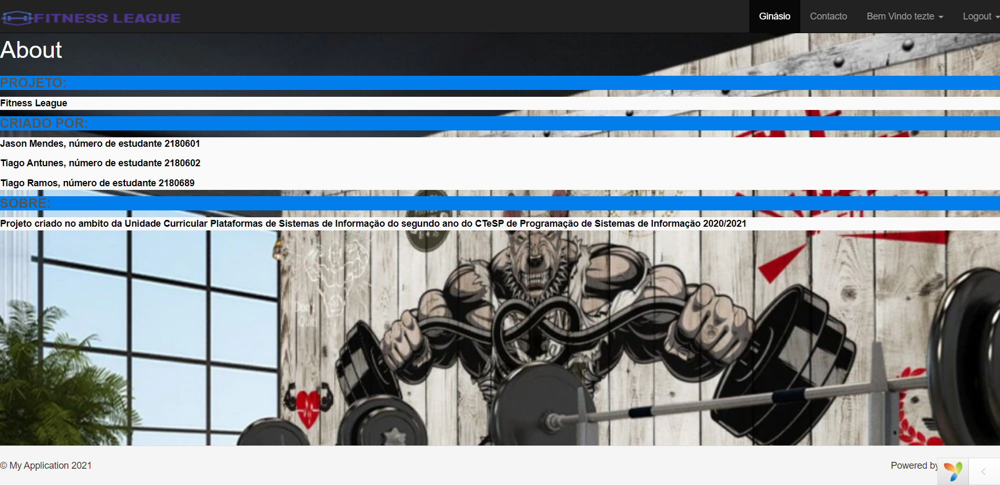 FITNESS LEAGUE
Ginásio
Contacto
Bem Vindo tezte
Logout
About
PROJETO:
Fitness League
CRIADO POR:
Jason Mendes, número de estudante 2180601
Tiago Antunes, número de estudante 2180602
Tiago Ramos, número de estudante 2180689
SOBRE:
Projeto criado no ambito da Unidade Curricular Plataformas de Sistemas de Informação do segundo ano do CTeSP de Programação de Sistemas de Informação 2020/2021
© My Application 2021
Powered by